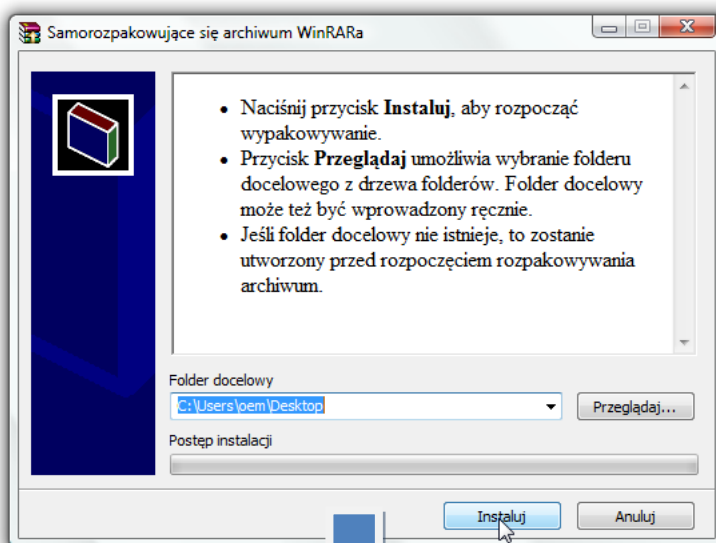 Samorozpakowujące się archiwum WinRARa
• Naciśnij przycisk Instaluj, aby rozpocząć
wypakowywanie.
• Przycisk Przeglądaj umożliwia wybranie folderu
docelowego z drzewa folderów. Folder docelowy
może też być wprowadzony ręcznie.
• Jeśli folder docelowy nie istnieje, to zostanie
utworzony przed rozpoczęciem rozpakowywania
archiwum.
Folder docelowy
C:\Users\oem\Desktop
Przeglądaj...
Postęp instalacji
Instaluj
Anuluj